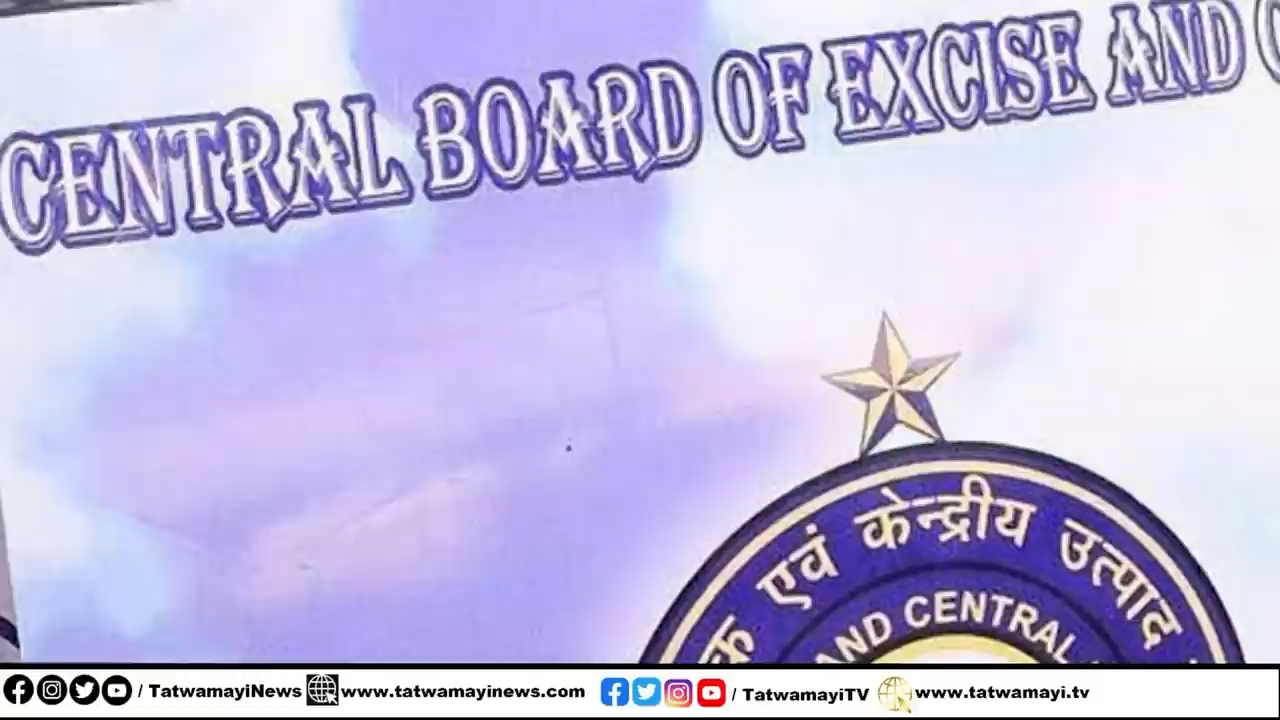 CENTRAL BOARD OF EXCISE AND
एवं केन्द्रीय उत्पाद
AND CENTRAL
/ TatwamayiNews www.tatwamayinews.com / TatwamayiTV www.tatwamayi.tv